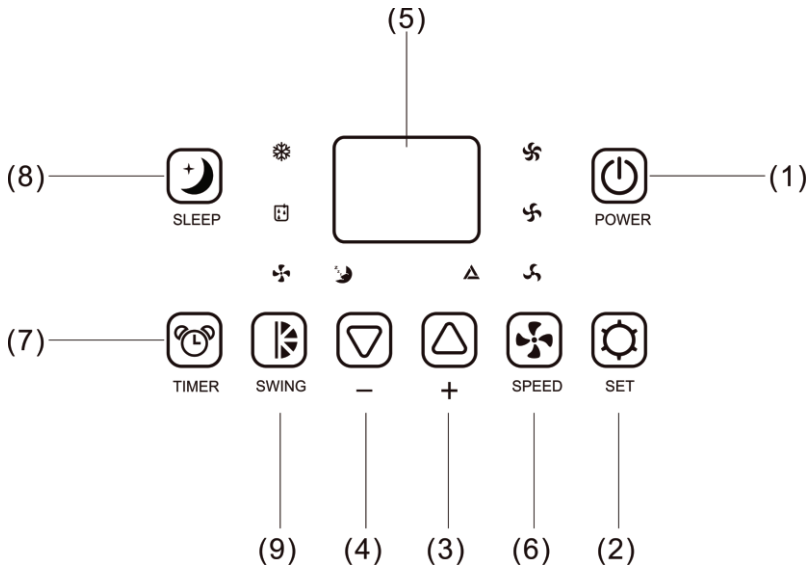 (5)
(8)
(1)
SLEEP
POWER
(7)
TIMER
SWING
−
+
SPEED
SET
(9)
(4)
(3)
(6)
(2)